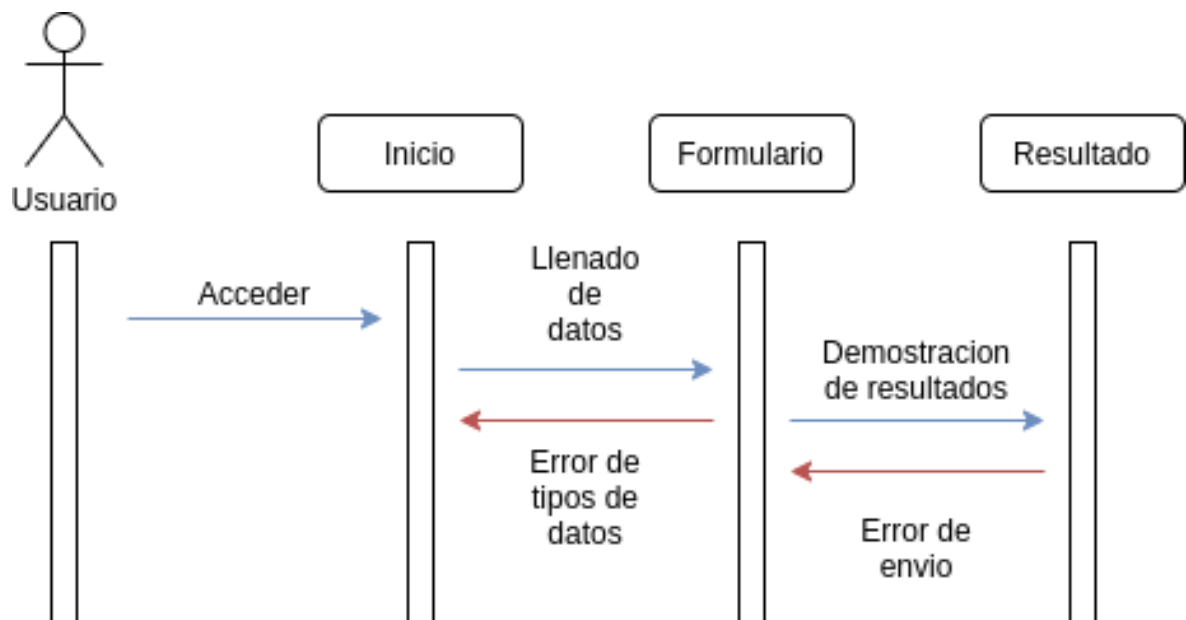 Usuario
Inicio
Formulario
Resultado
Acceder
Llenado
de
datos
Demostracion
de resultados
Error de
tipos de
datos
Error de
envio